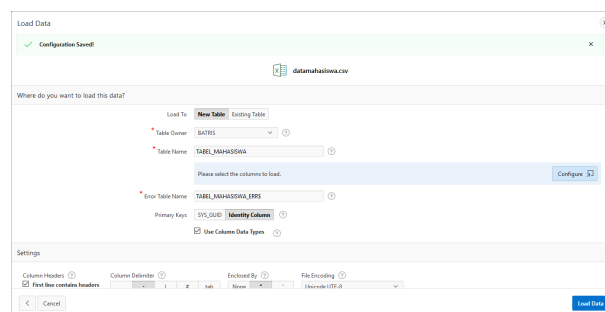 Load Data
Configuration Saved!
datamahasiswa.csv
Where do you want to load this data?
Load To New Table Existing Table
* Table Owner BATRIS
* Table Name TABEL_MAHASISWA
Please select the columns to load. Configure
* Error Table Name TABEL_MAHASISWA_ERR$
Primary Keys SYS_GUID Identity Column
Use Column Data Types
Settings
Column Headers Column Delimiter Enclosed By File Encoding
First line contains headers | # tab None " Unicode UTF-8
Cancel Load Data